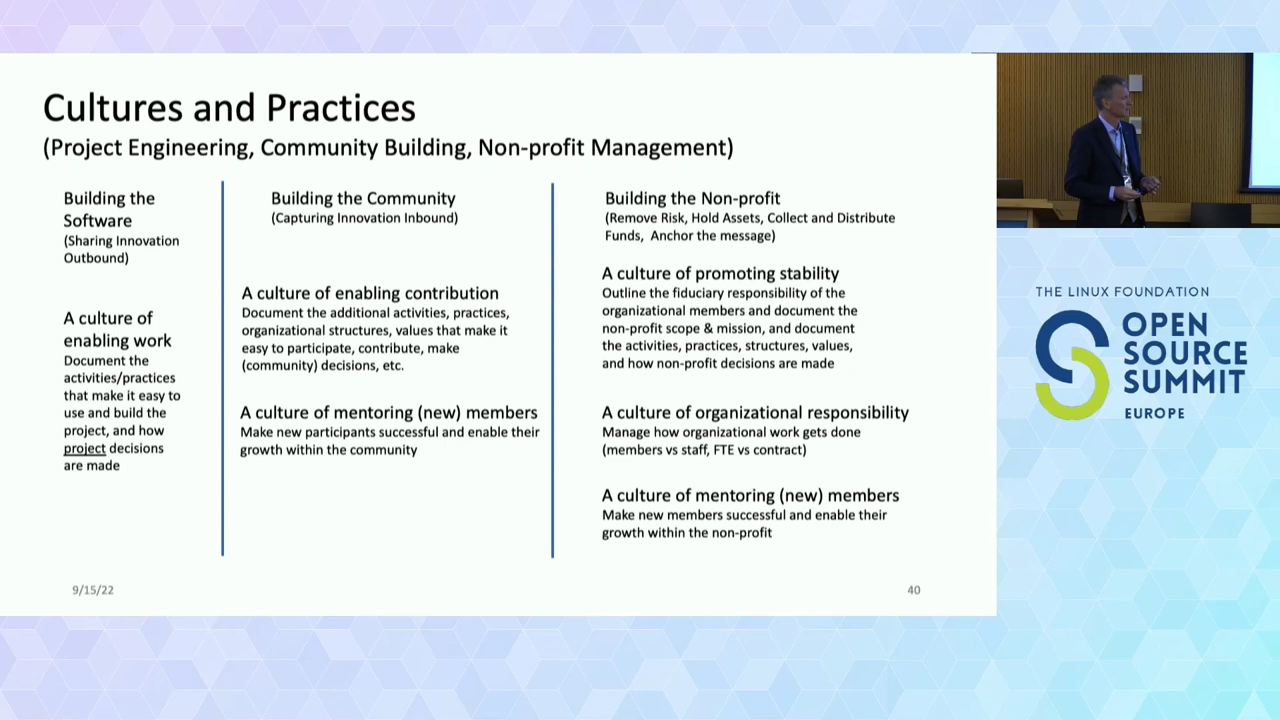 Cultures and Practices
(Project Engineering, Community Building, Non-profit Management)
Building the
Software
(Sharing Innovation
Outbound)
A culture of
enabling work
Document the
activities/practices
that make it easy to
use and build the
project, and how
project decisions
are made
Building the Community
(Capturing Innovation Inbound)
A culture of enabling contribution
Document the additional activities, practices,
organizational structures, values that make it
easy to participate, contribute, make
(community) decisions, etc.
A culture of mentoring (new) members
Make new participants successful and enable their
growth within the community
Building the Non-profit
(Remove Risk, Hold Assets, Collect and Distribute
Funds, Anchor the message)
A culture of promoting stability
Outline the fiduciary responsibility of the
organizational members and document the
non-profit scope & mission, and document
the activities, practices, structures, values,
and how non-profit decisions are made
A culture of organizational responsibility
Manage how organizational work gets done
(members vs staff, FTE vs contract)
A culture of mentoring (new) members
Make new members successful and enable their
growth within the non-profit
9/15/22
40
THE LINUX FOUNDATION
OPEN
SOURCE
SUMMIT
EUROPE